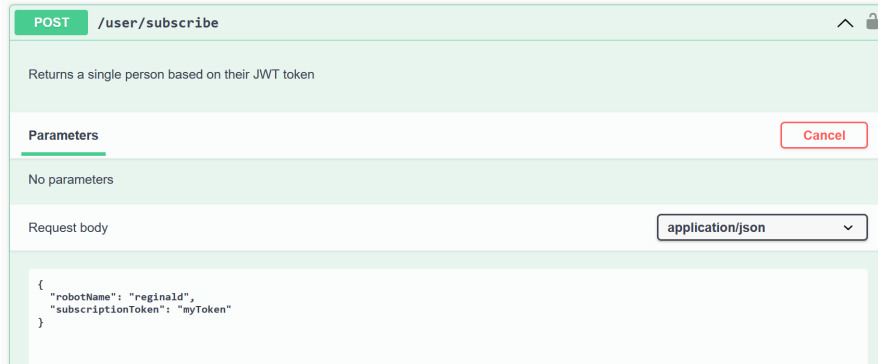 POST /user/subscribe
Returns a single person based on their JWT token
Parameters
Cancel
No parameters
Request body
application/json
{
  "robotName": "reginald",
  "subscriptionToken": "myToken"
}